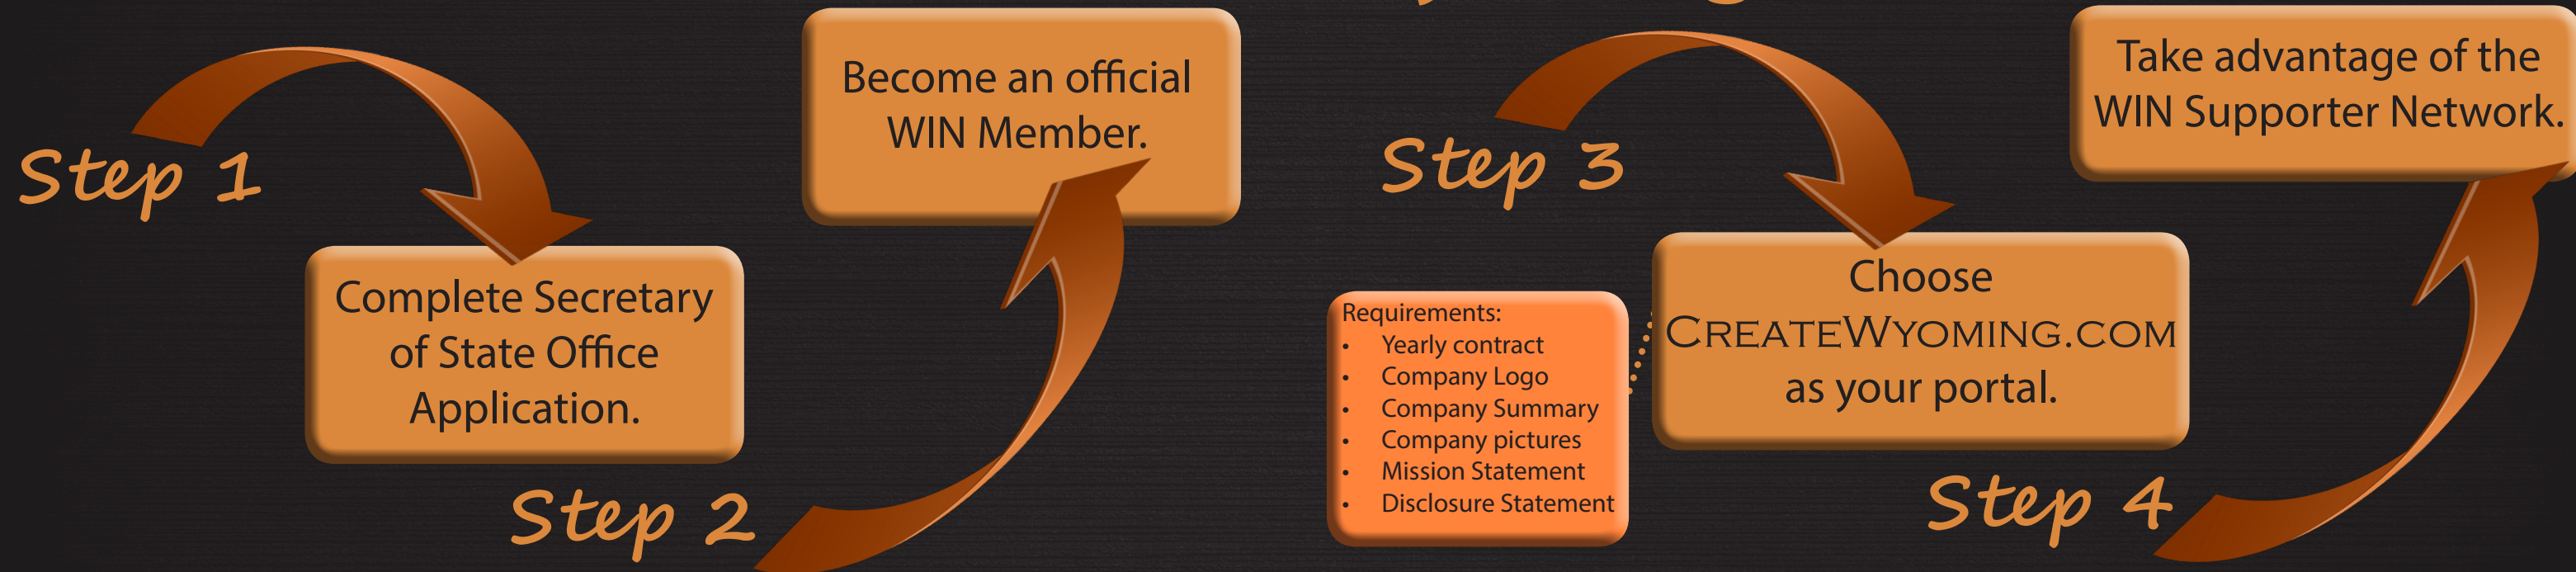 Step 1
Complete Secretary
of State Office
Application.
Step 2
Become an official
WIN Member.
Step 3
Choose
CREATEWYOMING.COM
as your portal.
Requirements:
• Yearly contract
• Company Logo
• Company Summary
• Company pictures
• Mission Statement
• Disclosure Statement
Step 4
Take advantage of the
WIN Supporter Network.